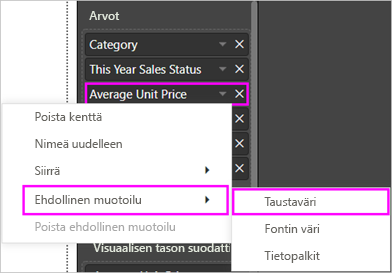 Arvot
Category
This Year Sales Status
Average Unit Price
Poista kenttä
Nimeä uudelleen
Siirrä
Ehdollinen muotoilu
Poista ehdollinen muotoilu
Taustaväri
Fontin väri
Tietopalkit
Visuaalisen tason suodatti